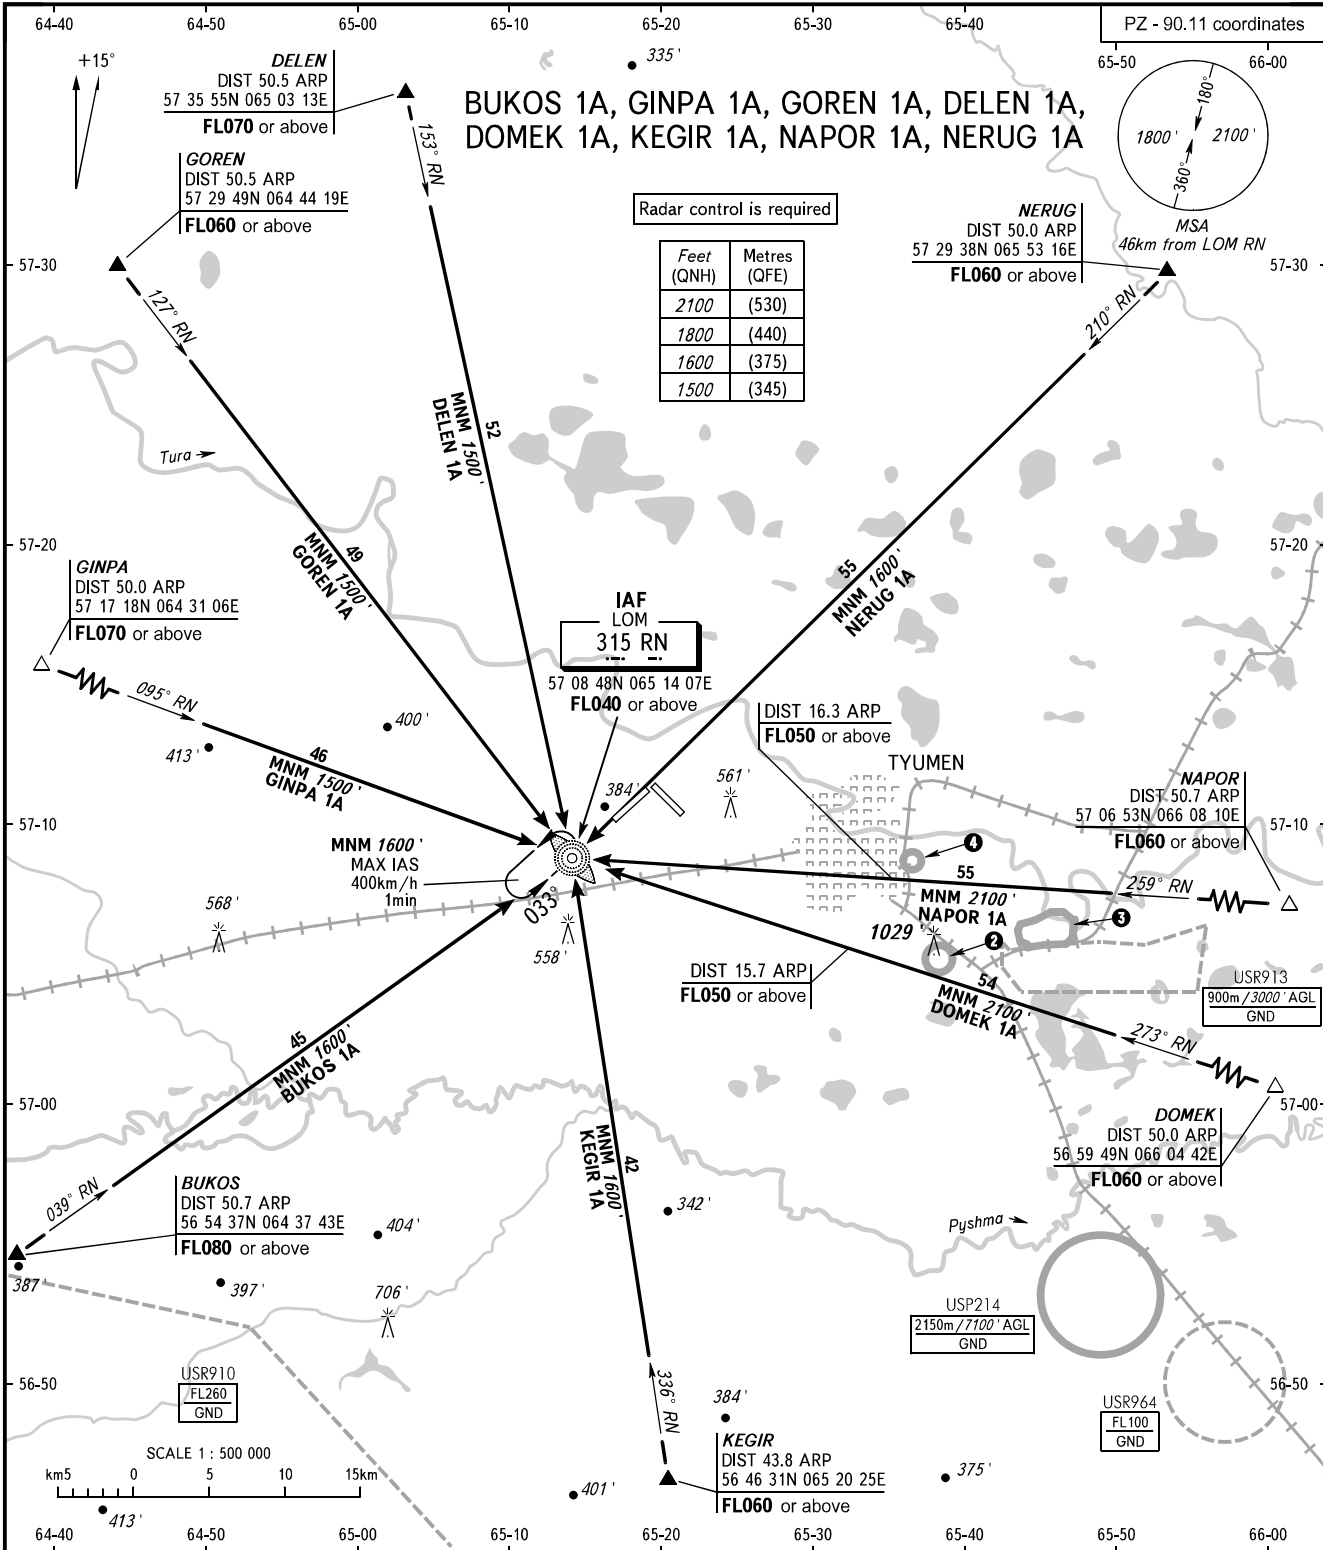 64-40
64-50
65-00
65-10
65-20
65-30
65-40
PZ - 90.11 coordinates
65-50
66-00
+15°
DELEN
DIST 50.5 ARP
57 35 55N 065 03 13E
FL070 or above
335'
BUKOS 1A, GINPA 1A, GOREN 1A, DELEN 1A,
DOMEK 1A, KEGIR 1A, NAPOR 1A, NERUG 1A
180°
1800' 2100'
360°
MSA
46km from LOM RN
153° RN
GOREN
DIST 50.5 ARP
57 29 49N 064 44 19E
FL060 or above
Radar control is required
NERUG
DIST 50.0 ARP
57 29 38N 065 53 16E
FL060 or above
Feet Metres
(QNH) (QFE)
2100 (530)
1800 (440)
1600 (375)
1500 (345)
57-30
57-30
127° RN
210° RN
52
MNM 1500'
DELEN 1A
Tura
49
MNM 1500'
GOREN 1A
57-20
57-20
55
MNM 1600'
NERUG 1A
GINPA
DIST 50.0 ARP
57 17 18N 064 31 06E
FL070 or above
IAF
LOM
315 RN
57 08 48N 065 14 07E
FL040 or above
095° RN
400'
413'
46
MNM 1500'
GINPA 1A
DIST 16.3 ARP
FL050 or above
TYUMEN
561'
384'
NAPOR
DIST 50.7 ARP
57 06 53N 066 08 10E
FL060 or above
57-10
57-10
MNM 1600'
MAX IAS
400km/h
1min
4
55
MNM 2100'
NAPOR 1A
259° RN
033°
568'
558'
1029'
2
3
DIST 15.7 ARP
FL050 or above
54
MNM 2100'
DOMEK 1A
USR913
900m/3000' AGL
GND
273° RN
45
MNM 1600'
BUKOS 1A
57-00
57-00
DOMEK
DIST 50.0 ARP
56 59 49N 066 04 42E
FL060 or above
42
MNM 1600'
KEGIR 1A
039° RN
BUKOS
DIST 50.7 ARP
56 54 37N 064 37 43E
FL080 or above
404'
342'
Pyshma
387'
397'
706'
USP214
2150m/7100' AGL
GND
USR910
FL260
GND
56-50
56-50
336° RN
384'
USR964
FL100
GND
KEGIR
DIST 43.8 ARP
56 46 31N 065 20 25E
FL060 or above
SCALE 1 : 500 000
km5 0 5 10 15km
401'
375'
413'
64-40
64-50
65-00
65-10
65-20
65-30
65-40
65-50
66-00